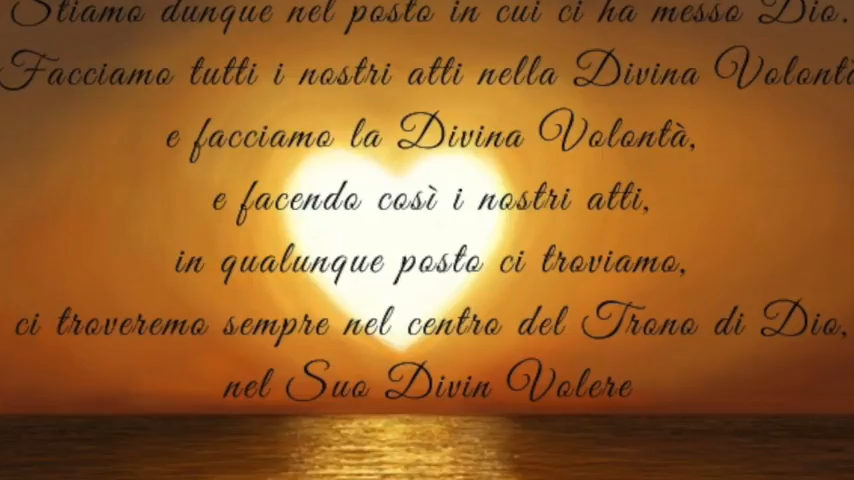 Stiamo dunque nel posto in cui ci ha messo Dio.
Facciamo tutti i nostri atti nella Divina Volontà
e facciamo la Divina Volontà,
e facendo così i nostri atti,
in qualunque posto ci troviamo,
ci troveremo sempre nel centro del Trono di Dio,
nel Suo Divin Volere